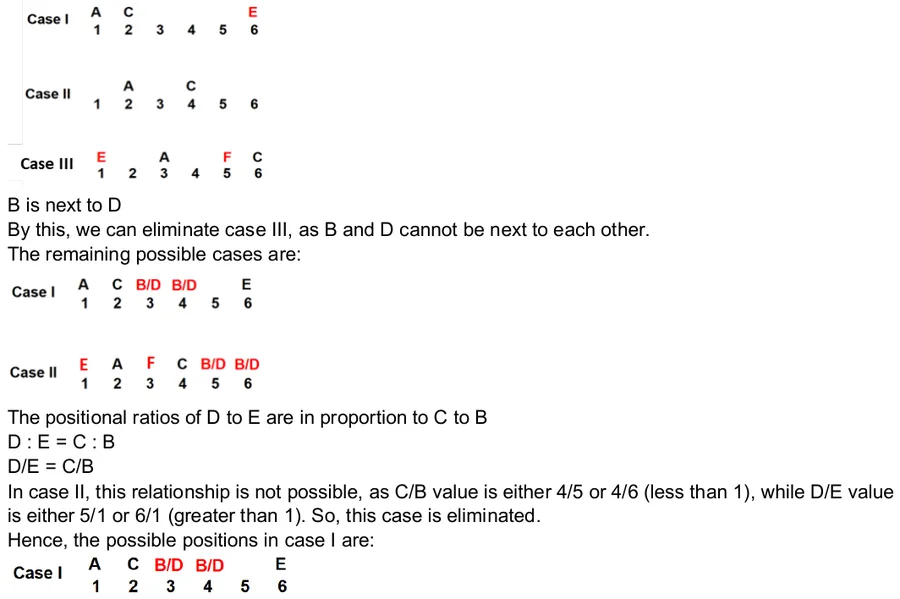 A C E
Case I 1 2 3 4 5 6
A C
Case II 1 2 3 4 5 6
E A F C
Case III 1 2 3 4 5 6
B is next to D
By this, we can eliminate case III, as B and D cannot be next to each other.
The remaining possible cases are:
A C B/D B/D E
Case I 1 2 3 4 5 6
E A F C B/D B/D
Case II 1 2 3 4 5 6
The positional ratios of D to E are in proportion to C to B
D : E = C : B
D/E = C/B
In case II, this relationship is not possible, as C/B value is either 4/5 or 4/6 (less than 1), while D/E value
is either 5/1 or 6/1 (greater than 1). So, this case is eliminated.
Hence, the possible positions in case I are:
A C B/D B/D E
Case I 1 2 3 4 5 6